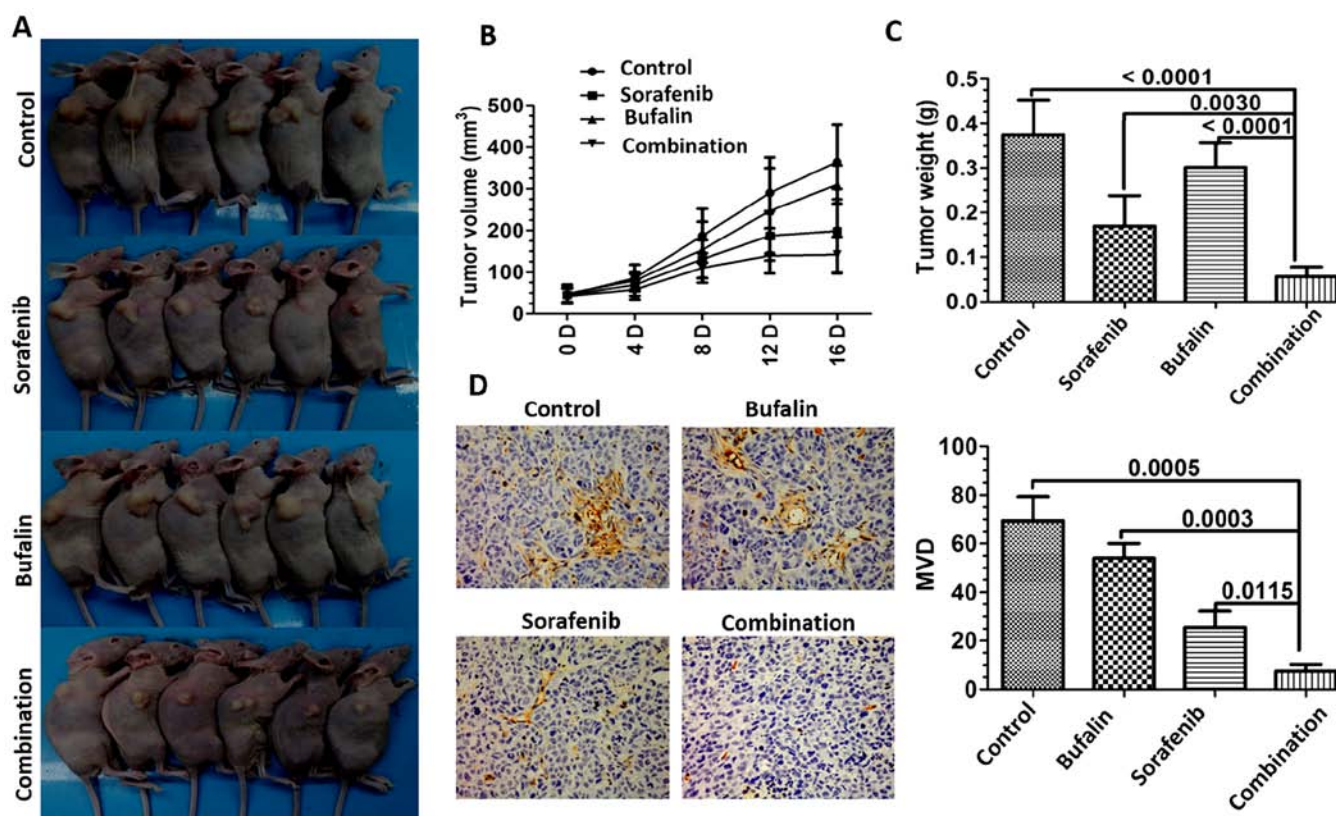 A
Control
Sorafenib
Bufalin
Combination
B
Control
Sorafenib
Bufalin
Combination
Tumor volume (mm³)
500
400
300
200
100
0
0 D
4 D
8 D
12 D
16 D
C
Tumor weight (g)
0.5
0.4
0.3
0.2
0.1
0.0
< 0.0001
0.0030
< 0.0001
Control
Sorafenib
Bufalin
Combination
D
Control
Bufalin
Sorafenib
Combination
MVD
100
80
60
40
20
0
0.0005
0.0003
0.0115
Control
Bufalin
Sorafenib
Combination